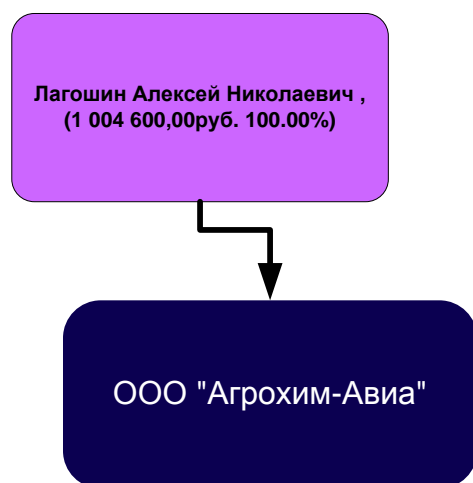 Лагошин Алексей Николаевич ,
(1 004 600,00руб. 100.00%)
ООО "Агрохим-Авиа"